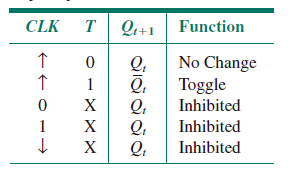 CLK T Qt+1 Function
↑ 0 Qt No Change
↑ 1 Q̅t Toggle
0 X Qt Inhibited
1 X Qt Inhibited
↓ X Qt Inhibited